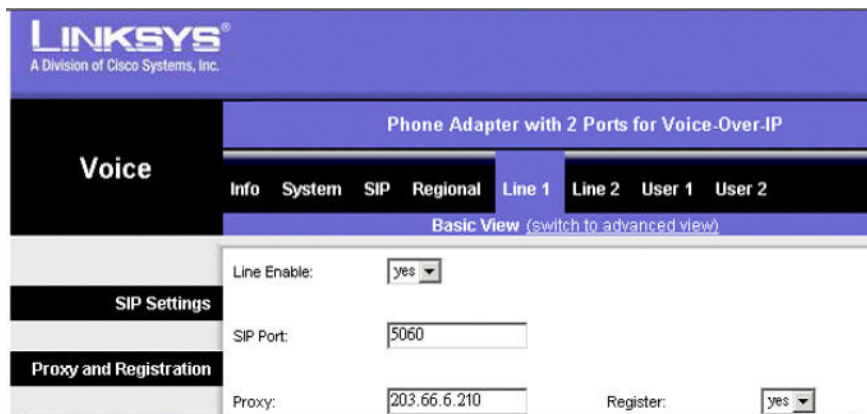 LINKSYS®
A Division of Cisco Systems, Inc.
Phone Adapter with 2 Ports for Voice-Over-IP
Voice
Info System SIP Regional Line 1 Line 2 User 1 User 2
Basic View (switch to advanced view)
Line Enable: yes
SIP Settings
SIP Port: 5060
Proxy and Registration
Proxy: 203.66.6.210 Register: yes